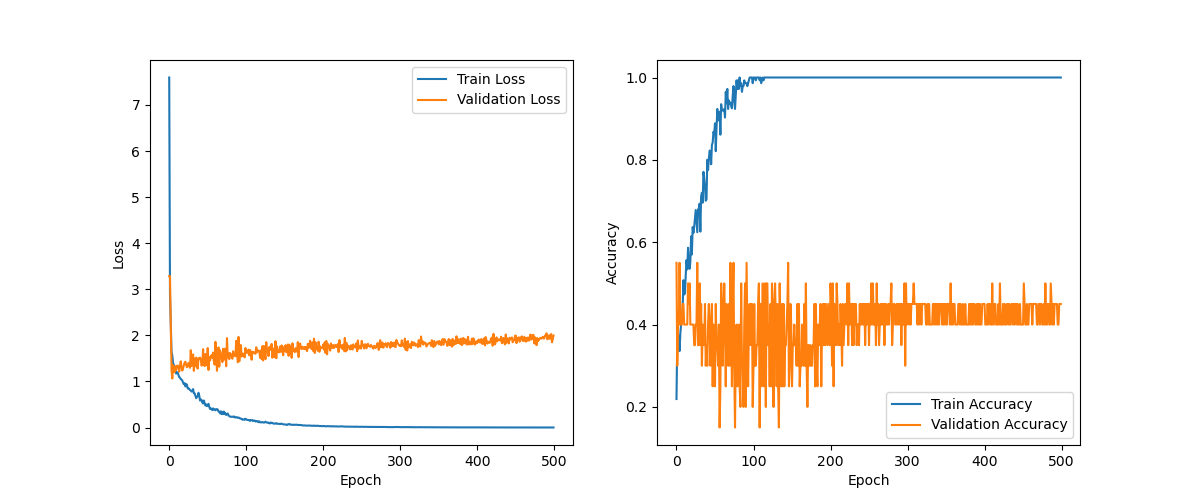 Train Loss
Validation Loss
7
6
5
4
3
2
1
0
Loss
0 100 200 300 400 500
Epoch
1.0
0.8
0.6
0.4
0.2
Accuracy
Train Accuracy
Validation Accuracy
0 100 200 300 400 500
Epoch